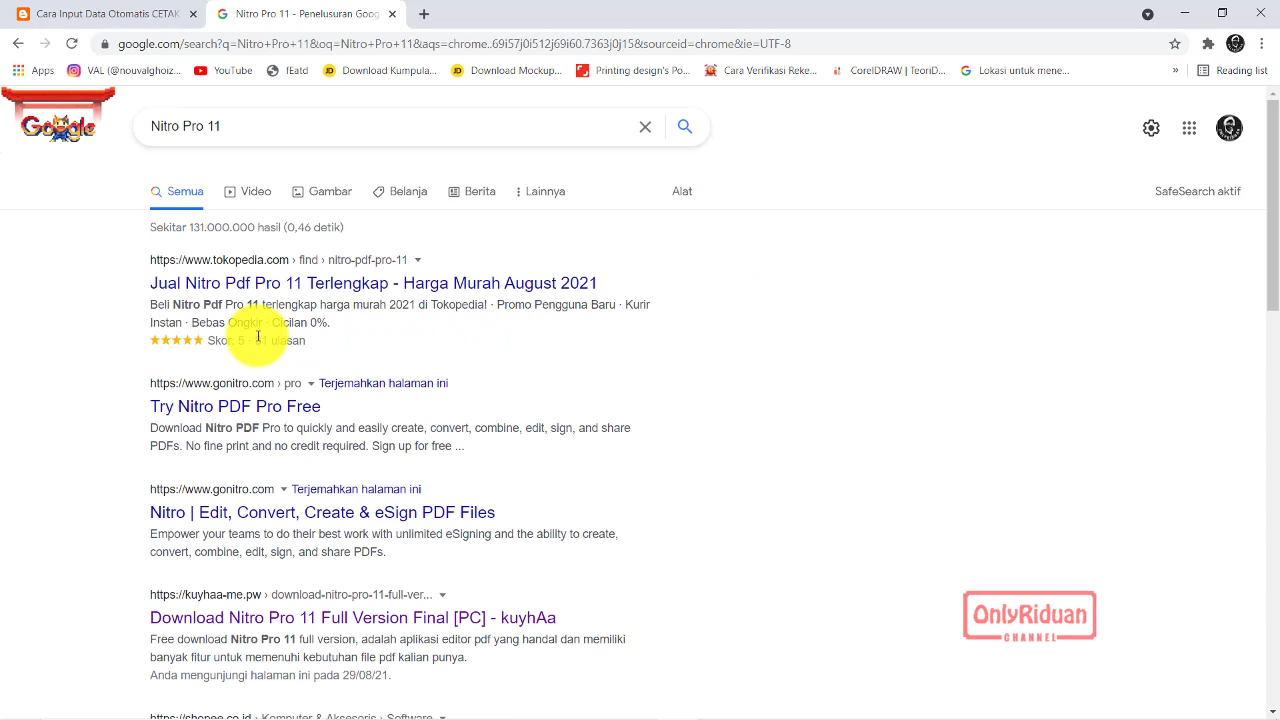 Cara Input Data Otomatis CETAK
Nitro Pro 11 - Penelusuran Goog
google.com/search?q=Nitro+Pro+11&oq=Nitro+Pro+11&aqs=chrome..69i57j0i512j69i60.7363j0j15&sourceid=chrome&ie=UTF-8
Apps
VAL (@nouvalghoiz...
YouTube
!Eatd
Download Kumpula...
Download Mockup...
Printing design's Po...
Cara Verifikasi Reke...
CorelDRAW | TeoriD...
Lokasi untuk mene...
»
Reading list
Google
Nitro Pro 11
Semua
Video
Gambar
Belanja
Berita
Lainnya
Alat
SafeSearch aktif
Sekitar 131.000.000 hasil (0,46 detik)
https://www.tokopedia.com › find › nitro-pdf-pro-11
Jual Nitro Pdf Pro 11 Terlengkap - Harga Murah August 2021
Beli Nitro Pdf Pro 11 terlengkap harga murah 2021 di Tokopedia! · Promo Pengguna Baru · Kurir
Instan · Bebas Ongkir · Cicilan 0%.
Skor: 5 · ulasan
https://www.gonitro.com › pro Terjemahkan halaman ini
Try Nitro PDF Pro Free
Download Nitro PDF Pro to quickly and easily create, convert, combine, edit, sign, and share
PDFs. No fine print and no credit required. Sign up for free ...
https://www.gonitro.com Terjemahkan halaman ini
Nitro | Edit, Convert, Create & eSign PDF Files
Empower your teams to do their best work with unlimited eSigning and the ability to create,
convert, combine, edit, sign, and share PDFs.
https://kuyhaa-me.pw › download-nitro-pro-11-full-ver...
Download Nitro Pro 11 Full Version Final [PC] - kuyhAa
Free download Nitro Pro 11 full version, adalah aplikasi editor pdf yang handal dan memiliki
banyak fitur untuk memenuhi kebutuhan file pdf kalian punya.
Anda mengunjungi halaman ini pada 29/08/21.
https://shopee.co.id › Komputer & Aksesoris › Software
OnlyRiduan
CHANNEL